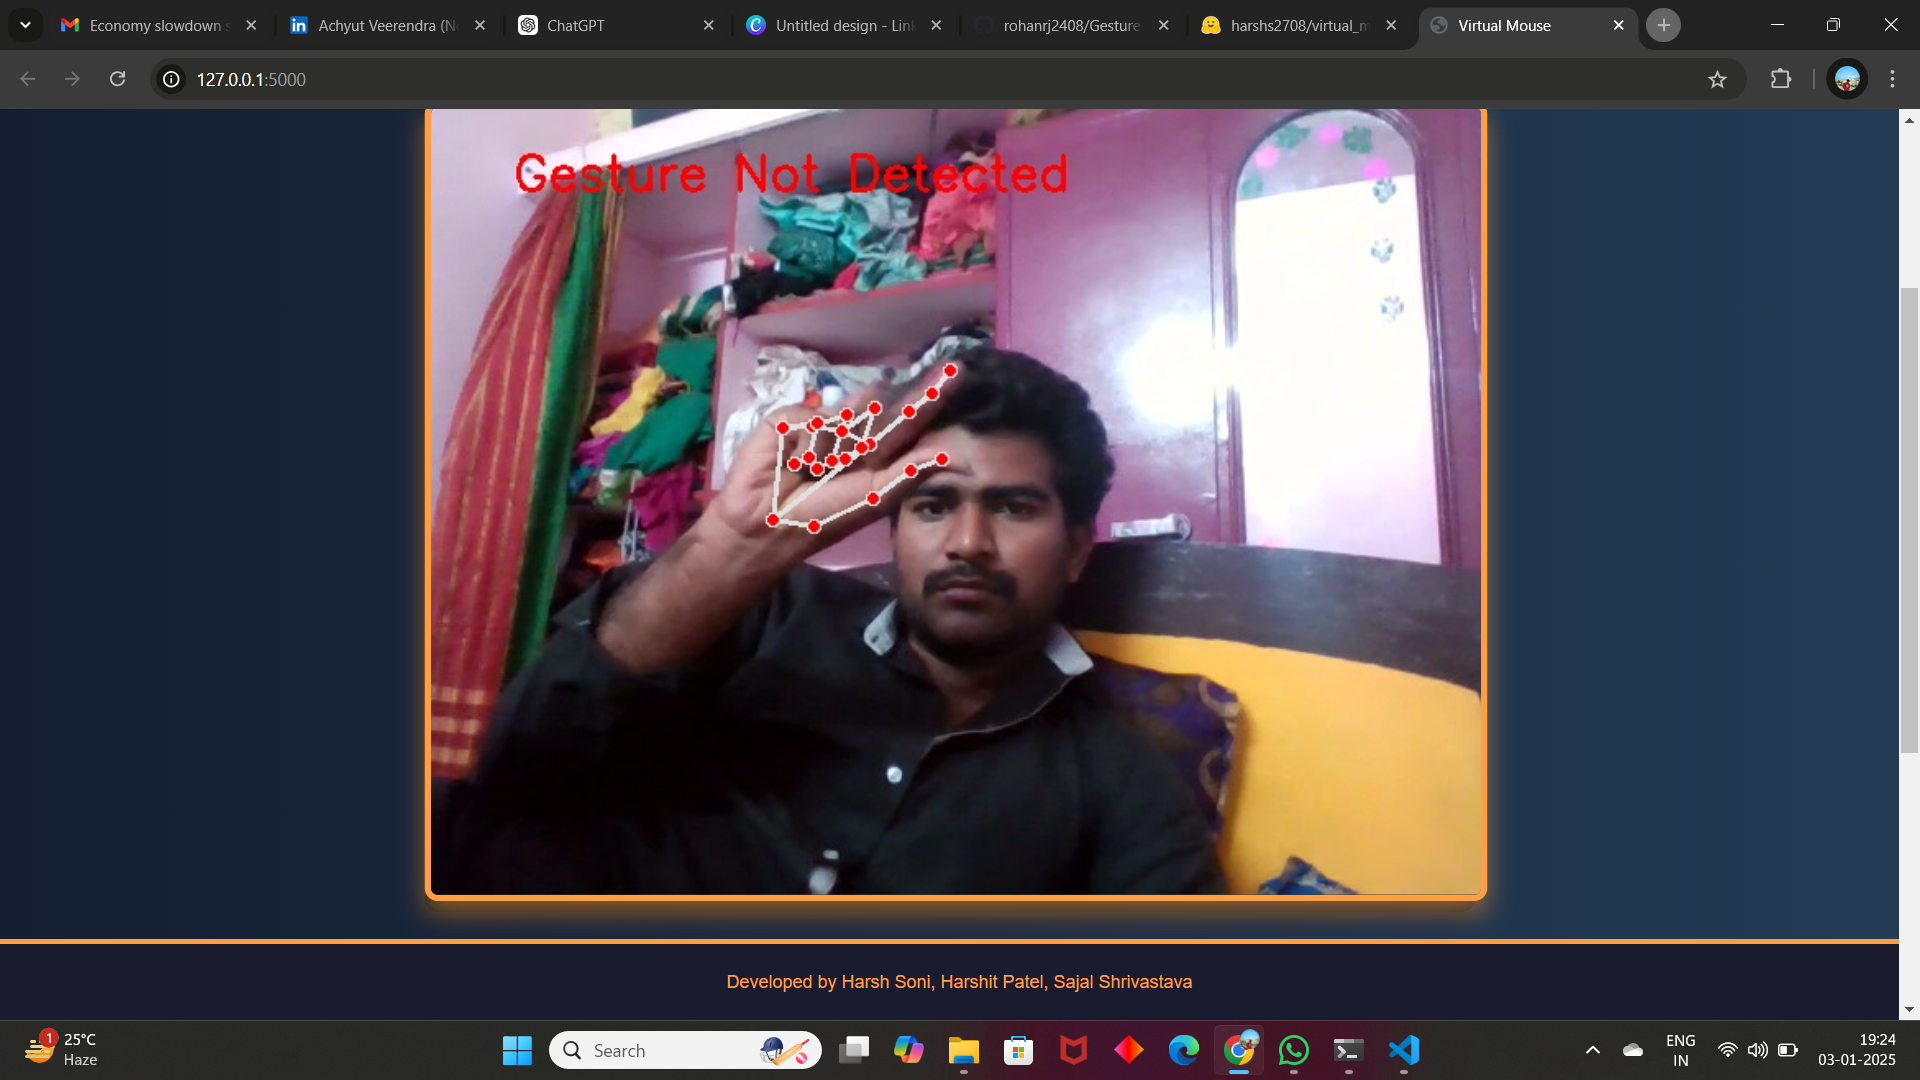 Economy slowdown s
Achyut Veerendra (N
ChatGPT
Untitled design - Lin
rohanrj2408/Gesture
harshs2708/virtual_m
Virtual Mouse
127.0.0.1:5000
Gesture Not Detected
Developed by Harsh Soni, Harshit Patel, Sajal Shrivastava
1
25°C
Haze
Search
ENG
IN
19:24
03-01-2025